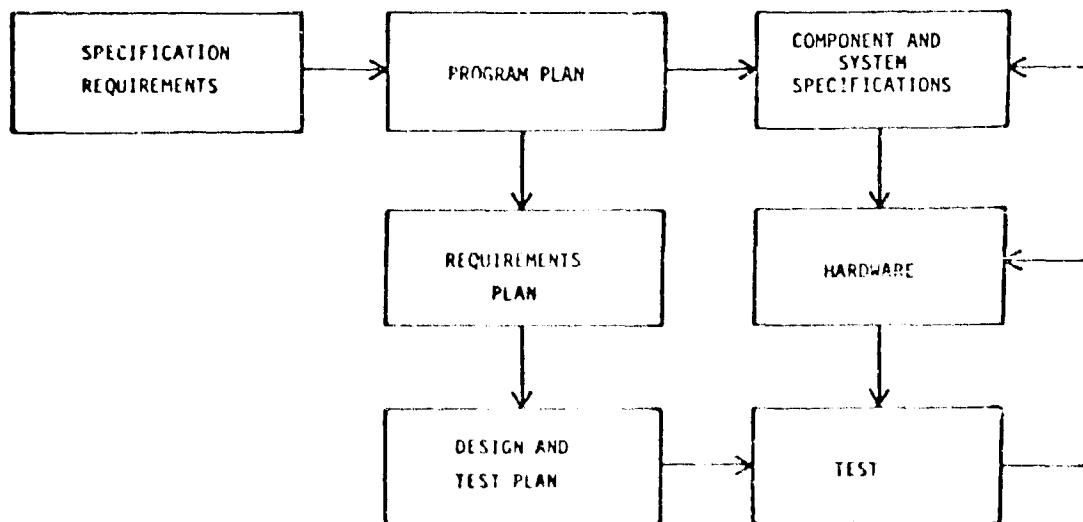 SPECIFICATION
REQUIREMENTS
PROGRAM PLAN
COMPONENT AND
SYSTEM
SPECIFICATIONS
REQUIREMENTS
PLAN
HARDWARE
DESIGN AND
TEST PLAN
TEST